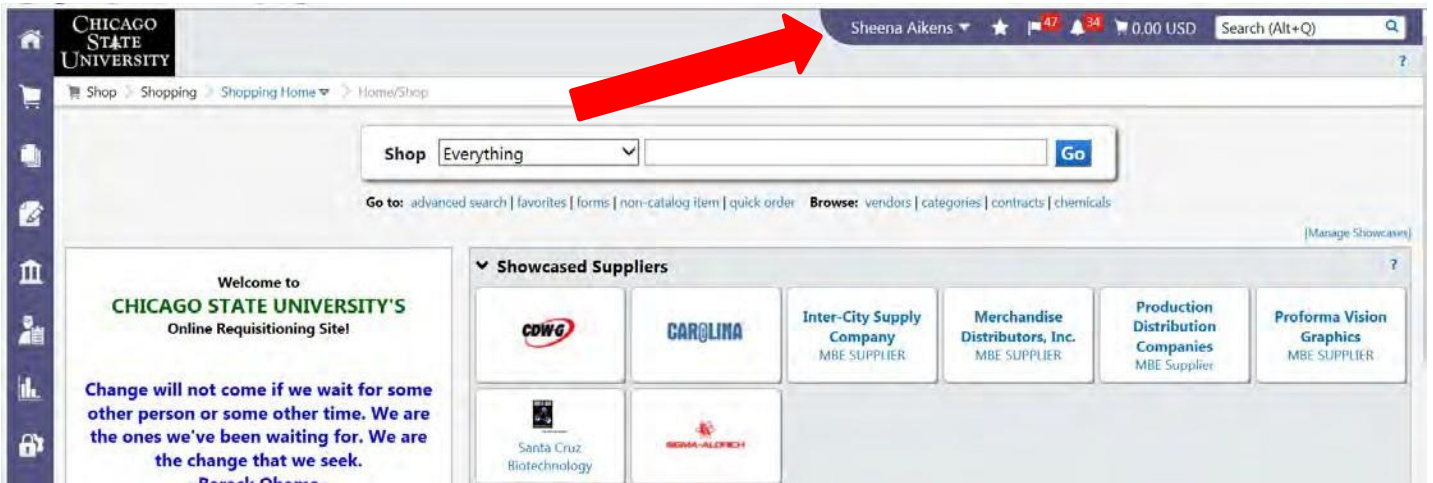 CHICAGO
STATE
UNIVERSITY
Sheena Aikens
47
34
0.00 USD
Search (Alt+Q)
?
Shop
Shopping
Shopping Home
Home/Shop
Shop
Everything
Go
Go to: advanced search | favorites | forms | non-catalog item | quick order Browse: vendors | categories | contracts | chemicals
[Manage Showcases]
Welcome to
CHICAGO STATE UNIVERSITY'S
Online Requisitioning Site!
Change will not come if we wait for some
other person or some other time. We are
the ones we've been waiting for. We are
the change that we seek.
Barack Obama
Showcased Suppliers
?
CDW·G
CAROLINA
Inter-City Supply
Company
MBE SUPPLIER
Merchandise
Distributors, Inc.
MBE SUPPLIER
Production
Distribution
Companies
MBE Supplier
Proforma Vision
Graphics
MBE SUPPLIER
Santa Cruz
Biotechnology
SIGMA-ALDRICH